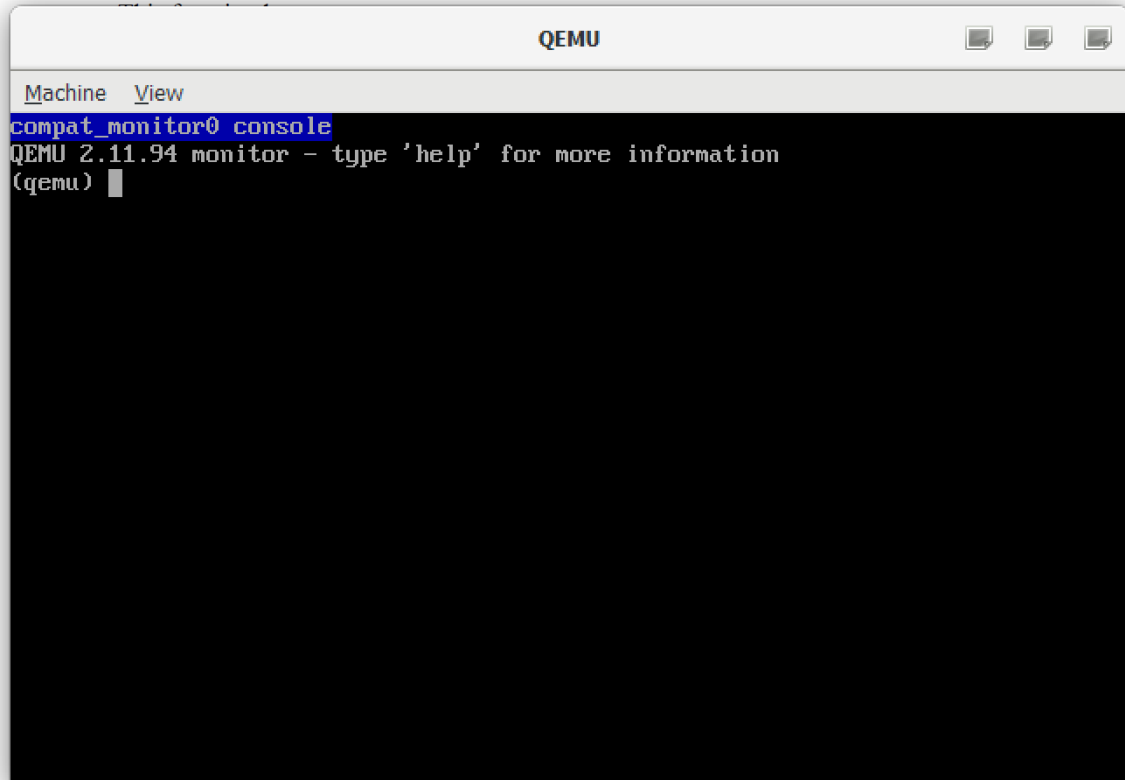 QEMU
Machine View
compat_monitor0 console
QEMU 2.11.94 monitor - type 'help' for more information
(qemu)